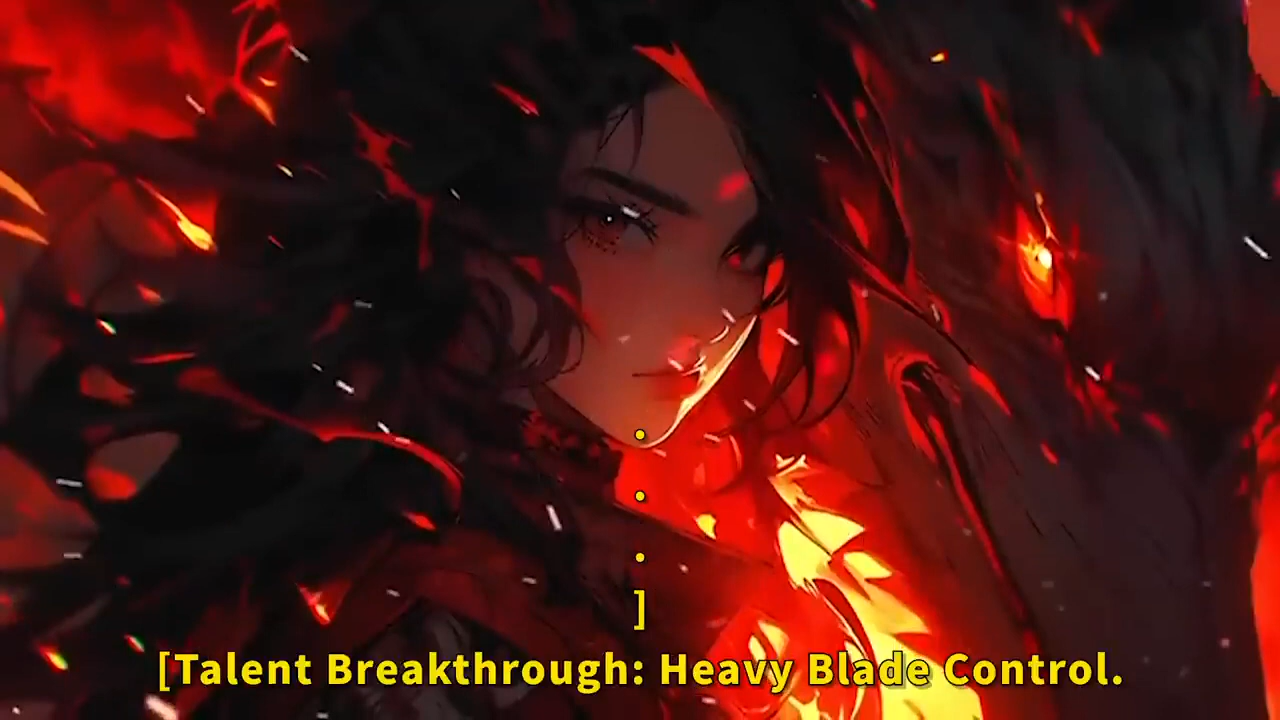 .
.
.
]
[Talent Breakthrough: Heavy Blade Control.